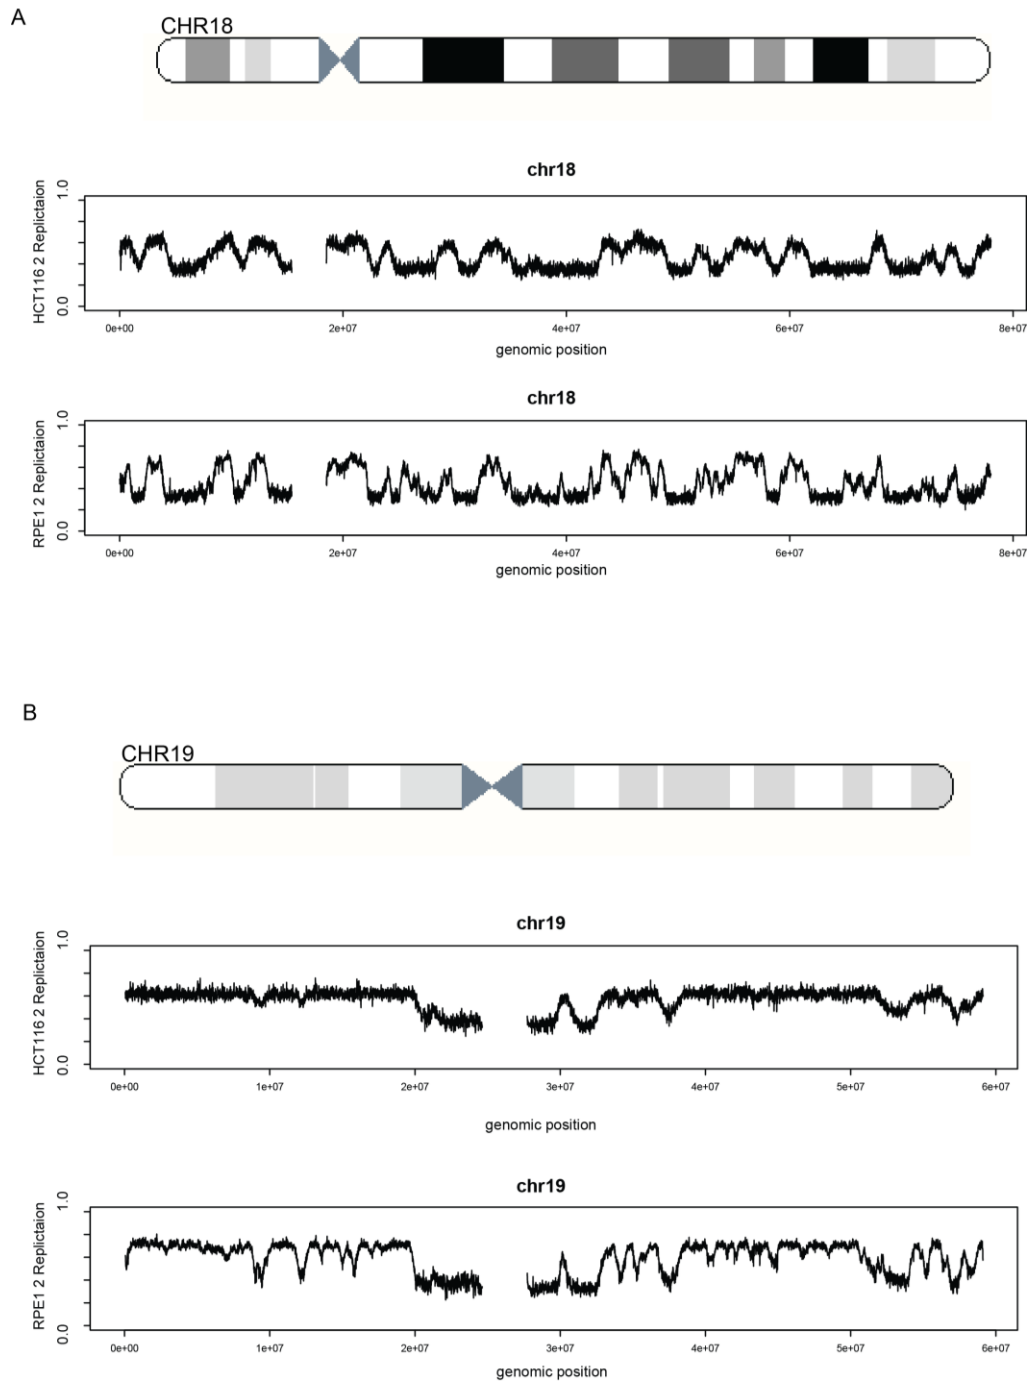 A
CHR18
chr18
HCT116 2 Replictaion
0.0 1.0
0e+00 2e+07 4e+07 6e+07 8e+07
genomic position
chr18
RPE1 2 Replictaion
0.0 1.0
0e+00 2e+07 4e+07 6e+07 8e+07
genomic position
B
CHR19
chr19
HCT116 2 Replictaion
0.0 1.0
0e+00 1e+07 2e+07 3e+07 4e+07 5e+07 6e+07
genomic position
chr19
RPE1 2 Replictaion
0.0 1.0
0e+00 1e+07 2e+07 3e+07 4e+07 5e+07 6e+07
genomic position